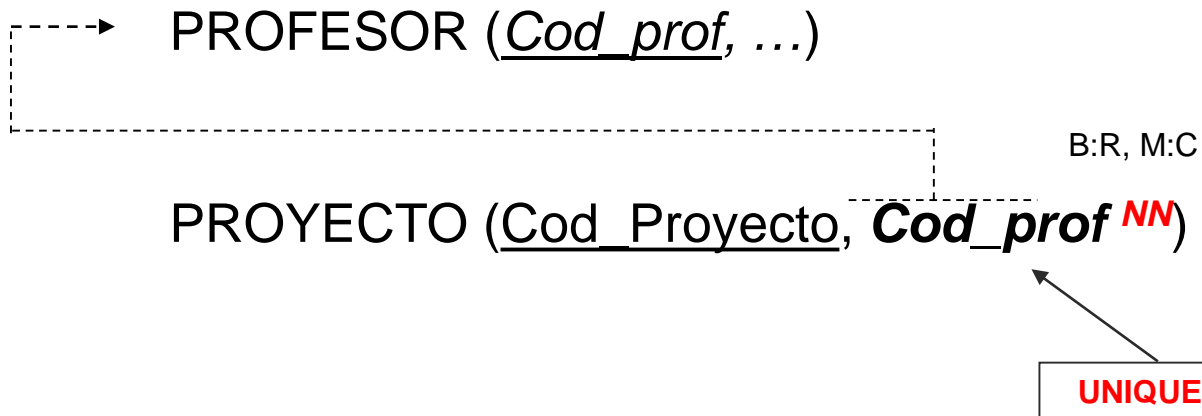 PROFESOR (Cod_prof, …)
B:R, M:C
PROYECTO (Cod_Proyecto, Cod_prof NN)
UNIQUE